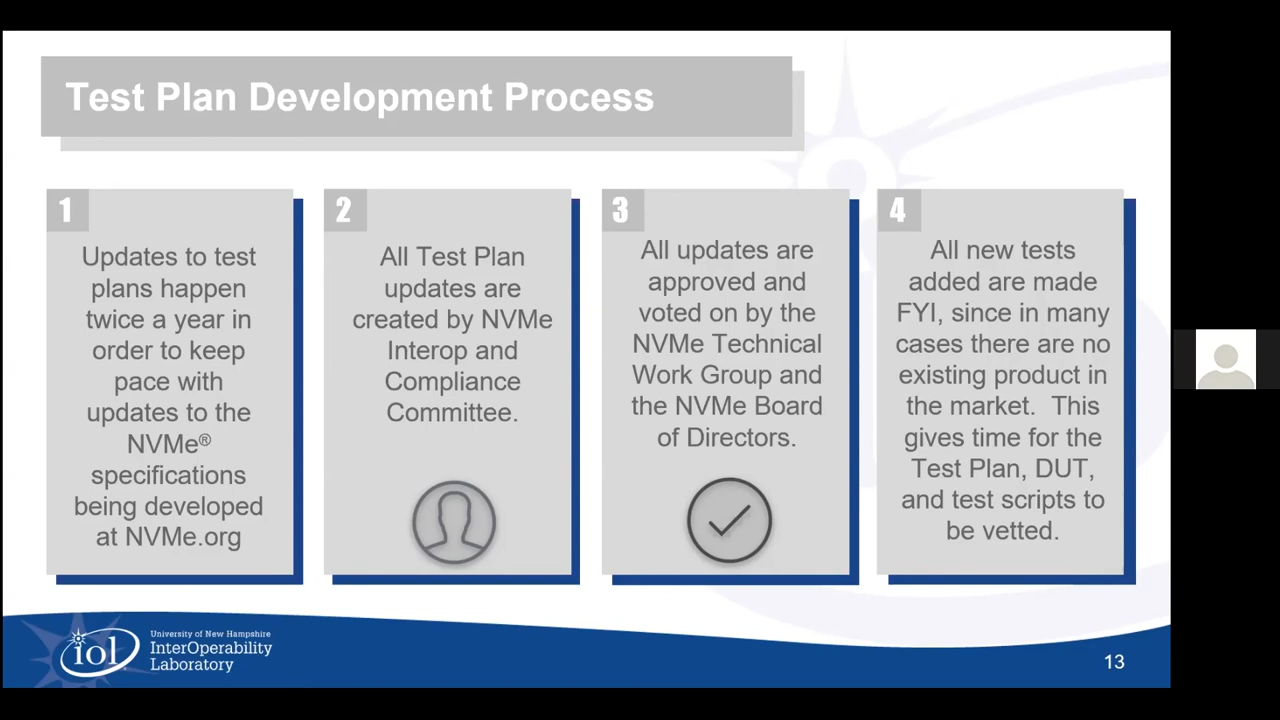 Test Plan Development Process
1
Updates to test
plans happen
twice a year in
order to keep
pace with
updates to the
NVMe®
specifications
being developed
at NVMe.org
2
All Test Plan
updates are
created by NVMe
Interop and
Compliance
Committee.
3
All updates are
approved and
voted on by the
NVMe Technical
Work Group and
the NVMe Board
of Directors.
4
All new tests
added are made
FYI, since in many
cases there are no
existing product in
the market.  This
gives time for the
Test Plan, DUT,
and test scripts to
be vetted.
iol
University of New Hampshire
InterOperability
Laboratory
13